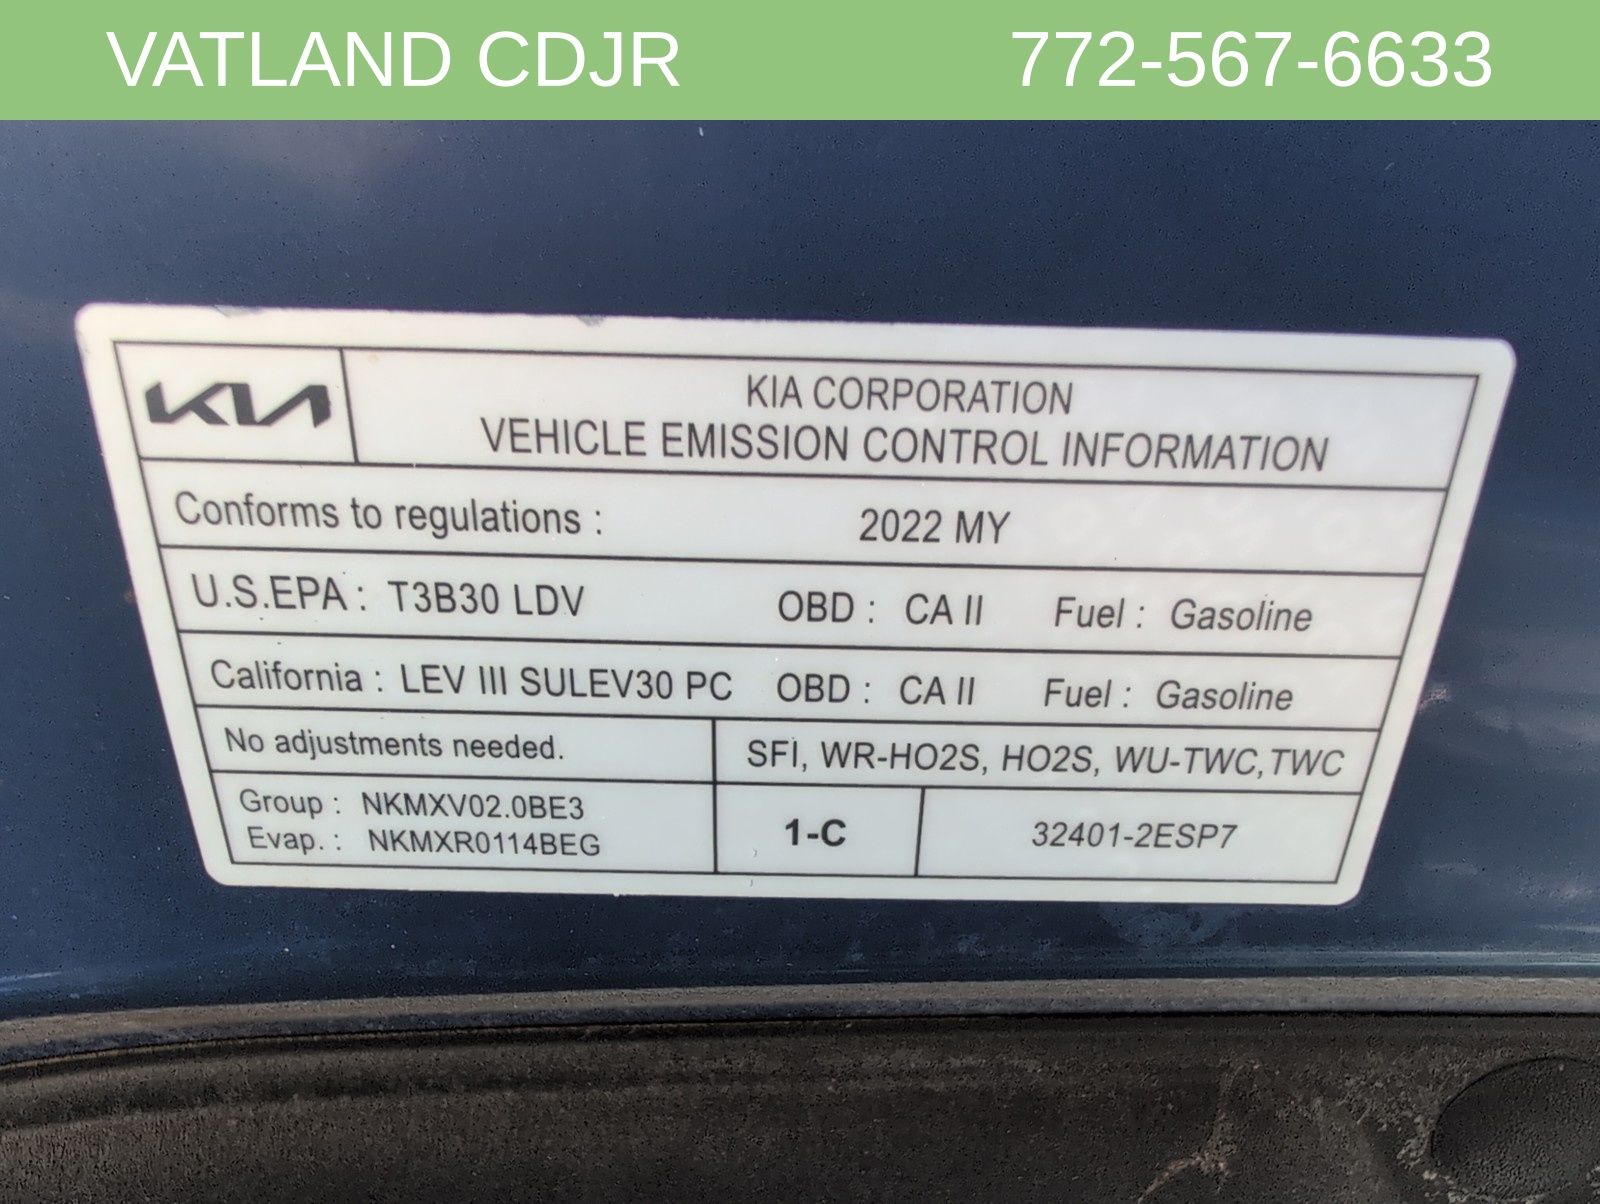 VATLAND CDJR 772-567-6633
KIA
KIA CORPORATION
VEHICLE EMISSION CONTROL INFORMATION
Conforms to regulations : 2022 MY
U.S.EPA : T3B30 LDV OBD : CA II Fuel : Gasoline
California : LEV III SULEV30 PC OBD : CA II Fuel : Gasoline
No adjustments needed. SFI, WR-HO2S, HO2S, WU-TWC,TWC
Group : NKMXV02.0BE3
Evap. : NKMXR0114BEG
1-C
32401-2ESP7